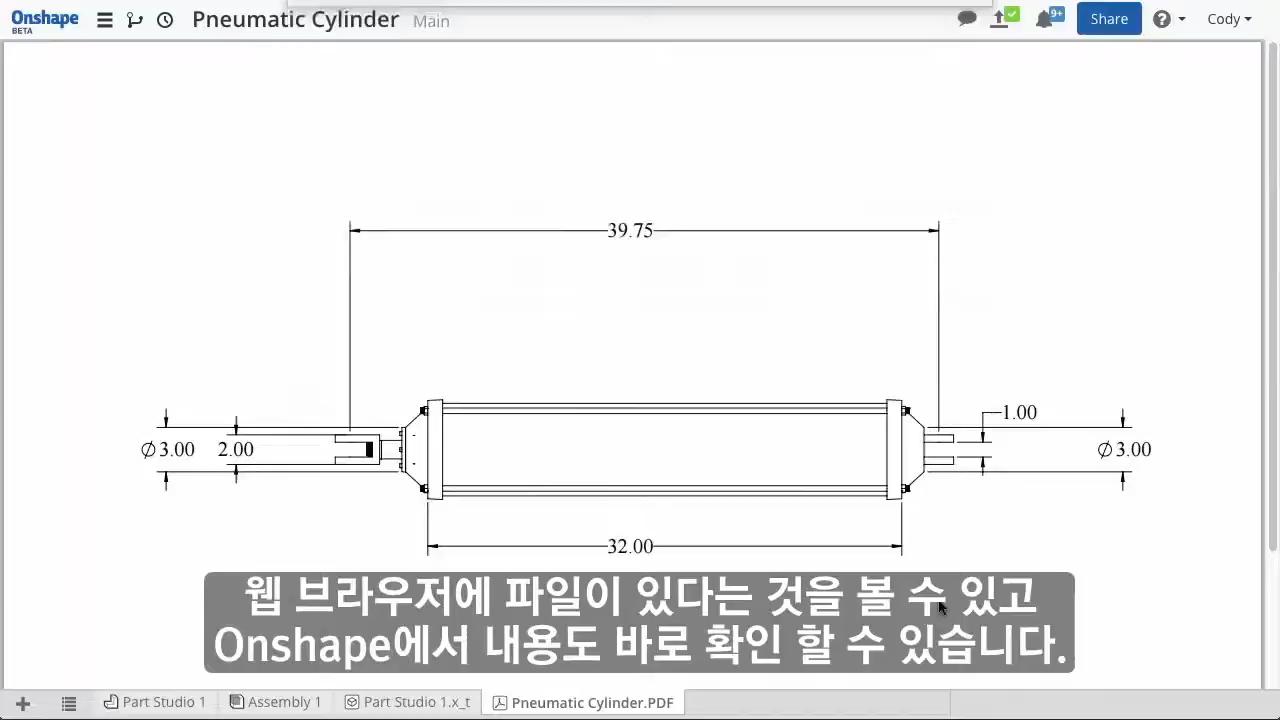 Onshape
BETA
Pneumatic Cylinder Main
9+
Share
?
Cody
39.75
1.00
⌀3.00
2.00
⌀3.00
32.00
웹 브라우저에 파일이 있다는 것을 볼 수 있고
Onshape에서 내용도 바로 확인 할 수 있습니다.
Part Studio 1
Assembly 1
Part Studio 1.x_t
Pneumatic Cylinder.PDF